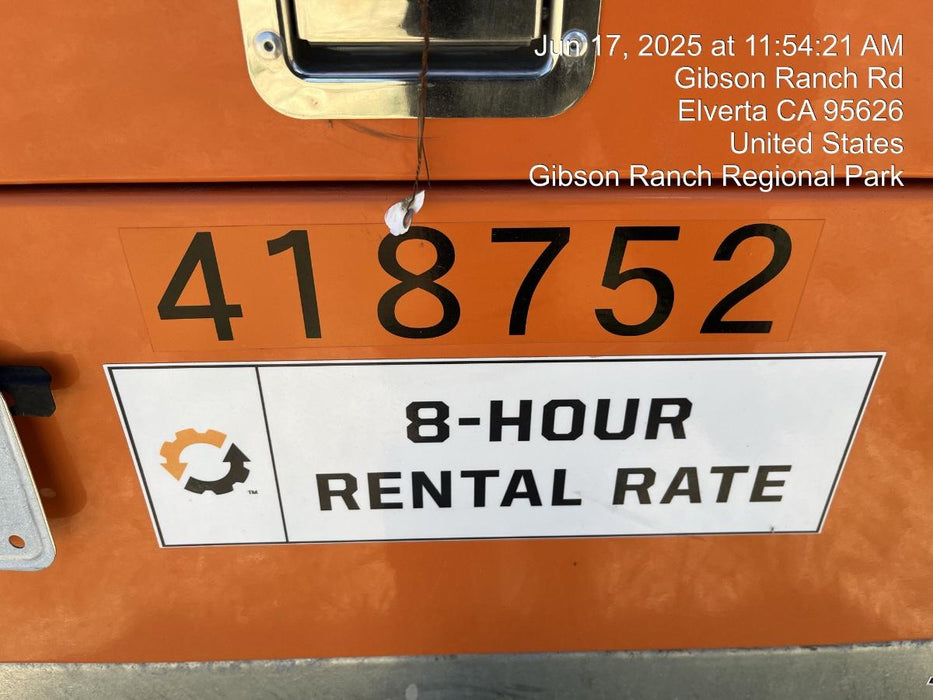 Jun 17, 2025 at 11:54:21 AM
Gibson Ranch Rd
Elverta CA 95626
United States
Gibson Ranch Regional Park
418752
8-HOUR
RENTAL RATE
™